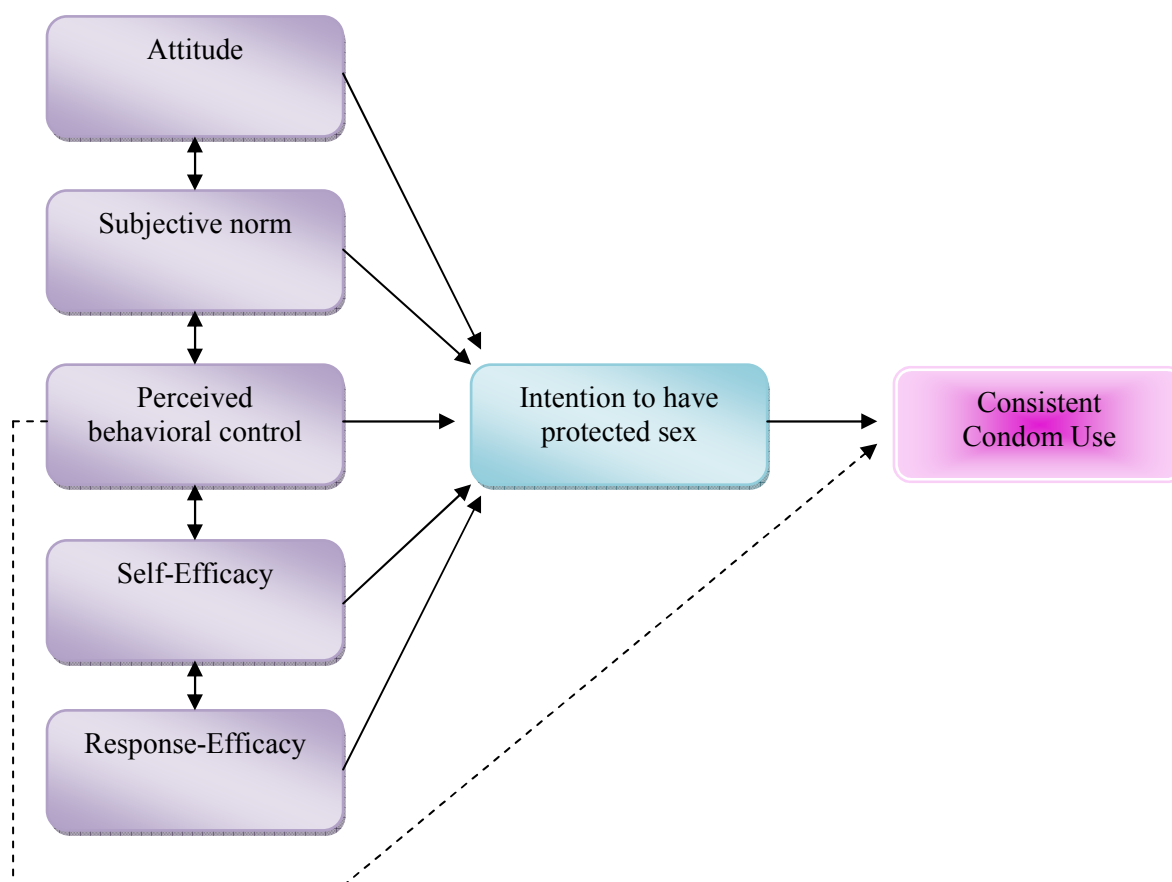 Attitude
Subjective norm
Perceived
behavioral control
Self-Efficacy
Response-Efficacy
Intention to have
protected sex
Consistent
Condom Use